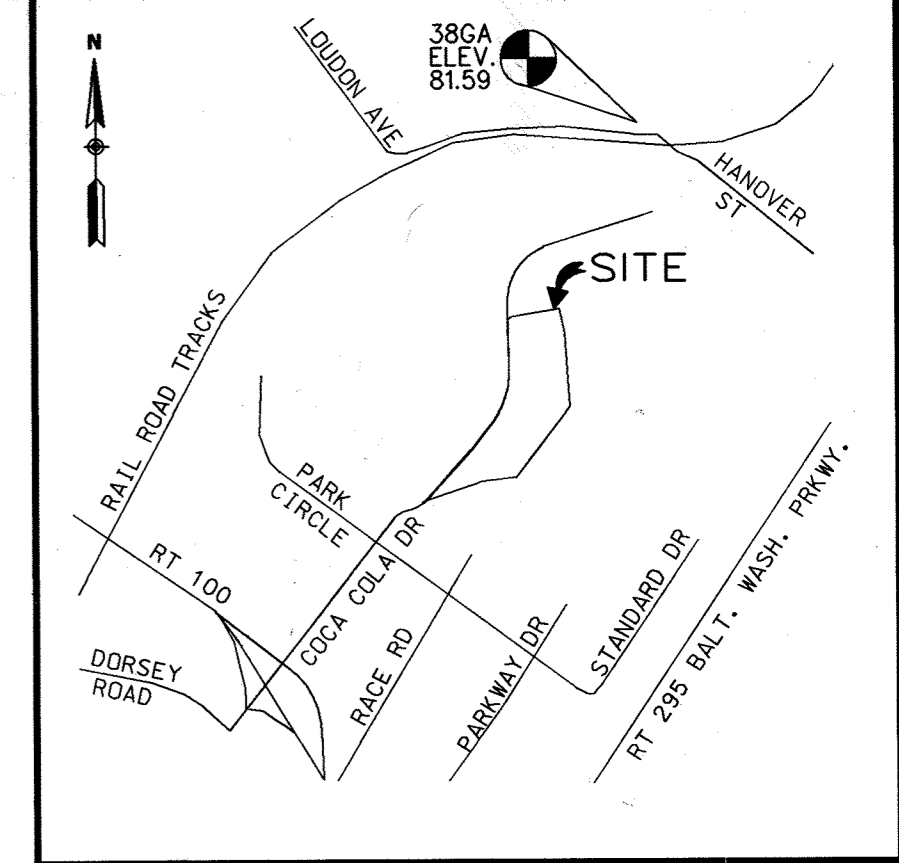 N
LOUDON AVE
38GA
ELEV.
81.59
HANOVER
ST
SITE
RAIL ROAD TRACKS
PARK
CIRCLE
RT 100
COCA COLA DR
DORSEY
ROAD
RACE RD
PARKWAY DR
STANDARD DR
RT 295 BALT. WASH. PRKWY.